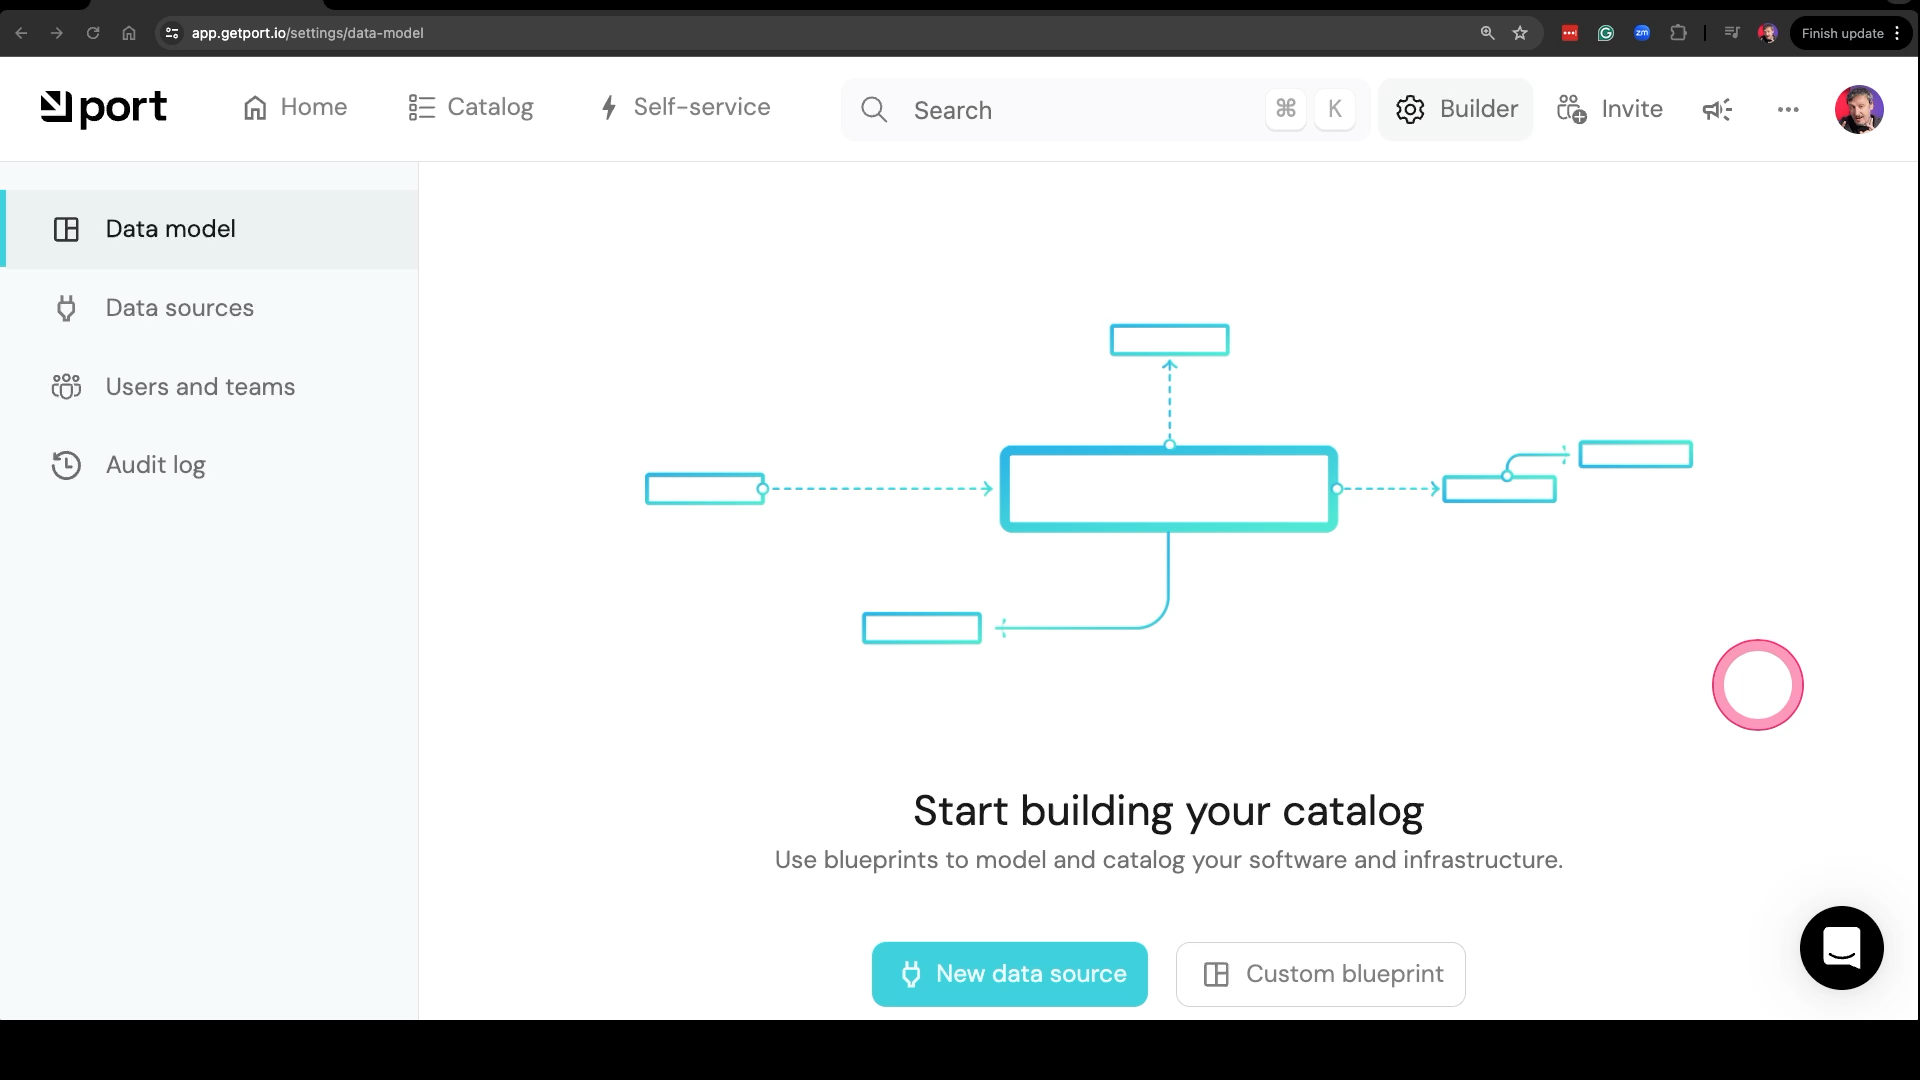 app.getport.io/settings/data-model
zm
Finish update
port
Home
Catalog
Self-service
Search
⌘ K
Builder
Invite
Data model
Data sources
Users and teams
Audit log
Start building your catalog
Use blueprints to model and catalog your software and infrastructure.
New data source
Custom blueprint